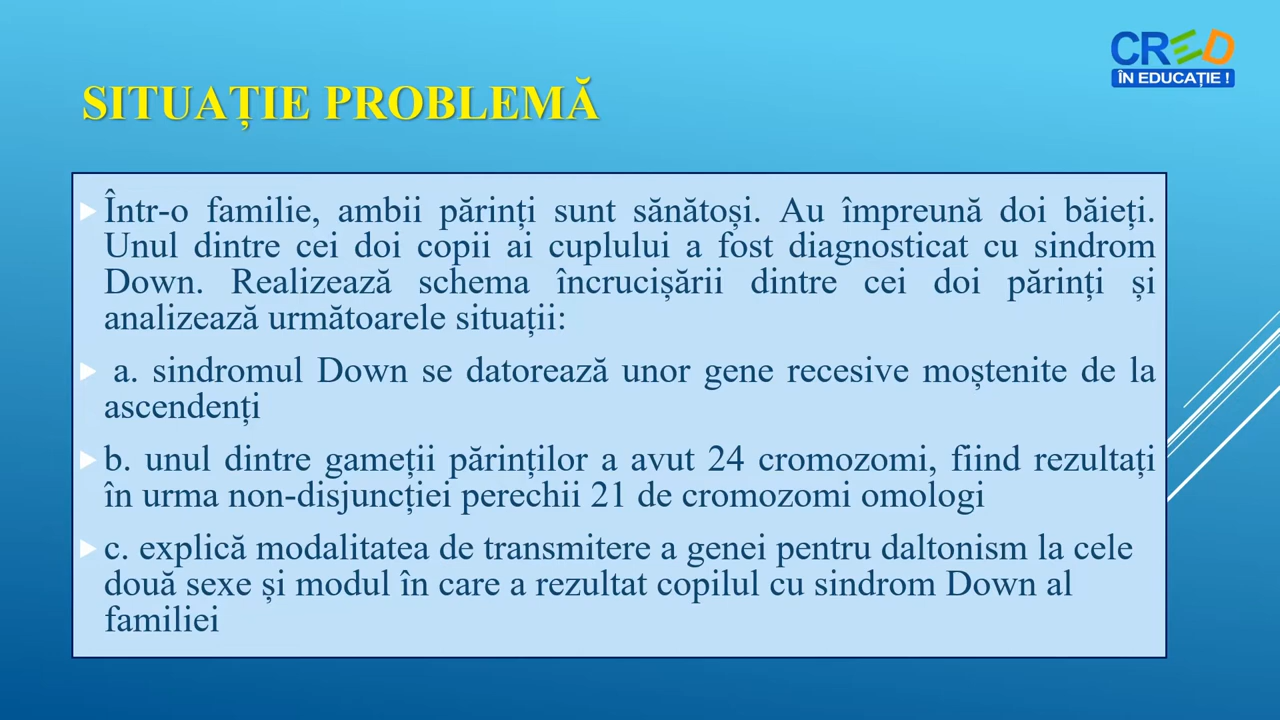 CRED
ÎN EDUCAȚIE !
SITUAȚIE PROBLEMĂ
Într-o familie, ambii părinți sunt sănătoși. Au împreună doi băieți.
Unul dintre cei doi copii ai cuplului a fost diagnosticat cu sindrom
Down. Realizează schema încrucișării dintre cei doi părinți și
analizează următoarele situații:
a. sindromul Down se datorează unor gene recesive moștenite de la
ascendenți
b. unul dintre gameții părinților a avut 24 cromozomi, fiind rezultați
în urma non-disjuncției perechii 21 de cromozomi omologi
c. explică modalitatea de transmitere a genei pentru daltonism la cele
două sexe și modul în care a rezultat copilul cu sindrom Down al
familiei